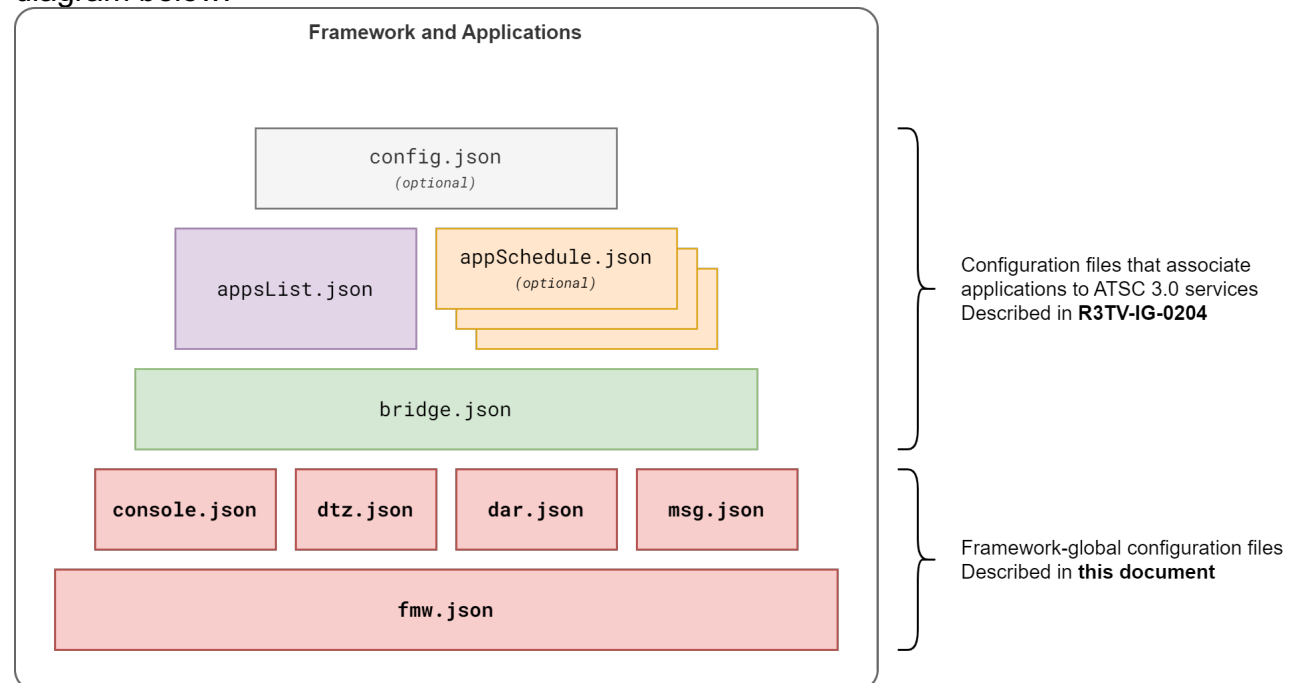 diagram below.
Framework and Applications
config.json
(optional)
appsList.json
appSchedule.json
(optional)
bridge.json
Configuration files that associate
applications to ATSC 3.0 services
Described in R3TV-IG-0204
console.json
dtz.json
dar.json
msg.json
fmw.json
Framework-global configuration files
Described in this document